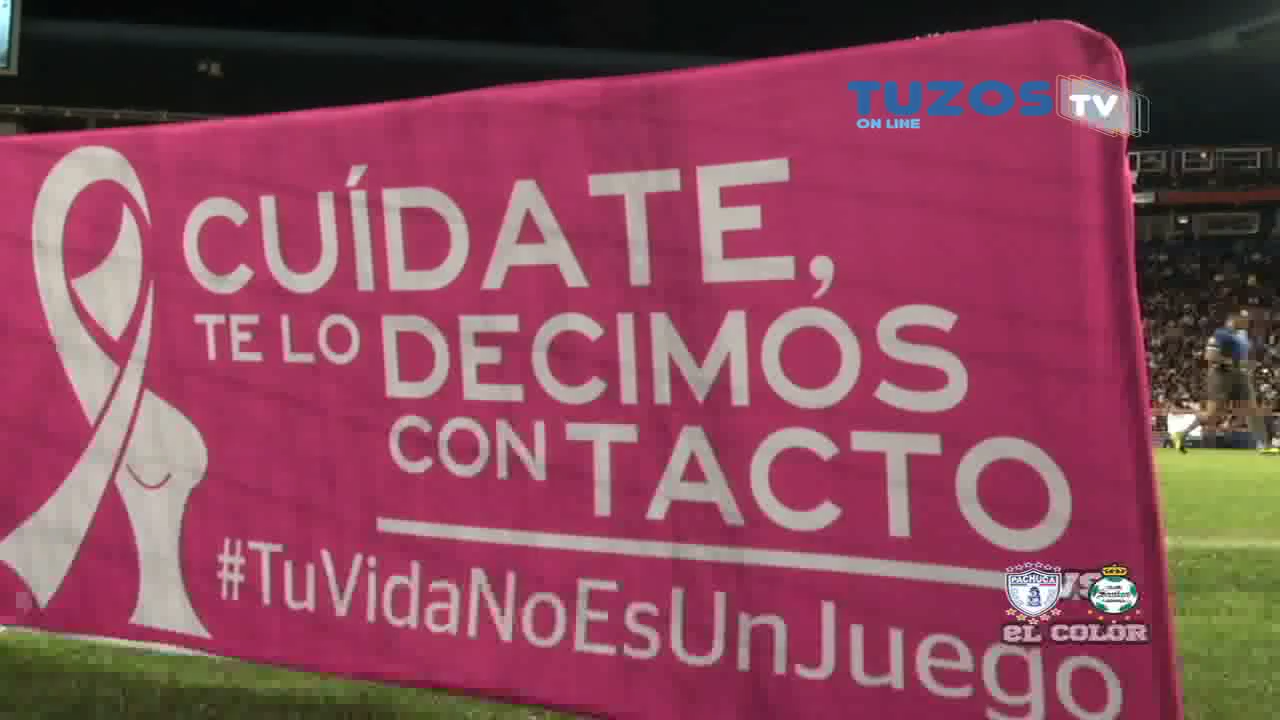 TUZOS TV
ON LINE
CUÍDATE,
TE LO DECIMOS
CON TACTO
#TuVidaNoEsUnJuego
PACHUCA VS
EL COLOR